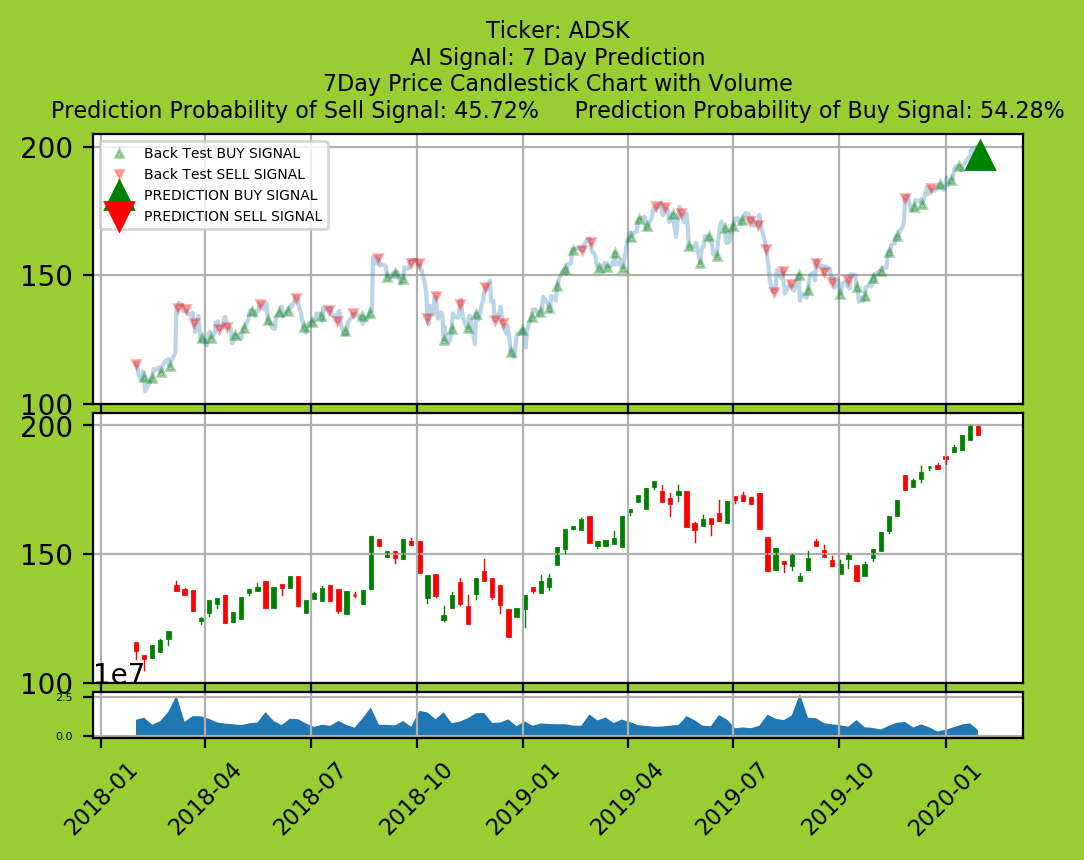 Ticker: ADSK
AI Signal: 7 Day Prediction
7Day Price Candlestick Chart with Volume
Prediction Probability of Sell Signal: 45.72%     Prediction Probability of Buy Signal: 54.28%
200
150
100
Back Test BUY SIGNAL
Back Test SELL SIGNAL
PREDICTION BUY SIGNAL
PREDICTION SELL SIGNAL
200
150
100
1e7
2.5
0.0
2018-01
2018-04
2018-07
2018-10
2019-01
2019-04
2019-07
2019-10
2020-01